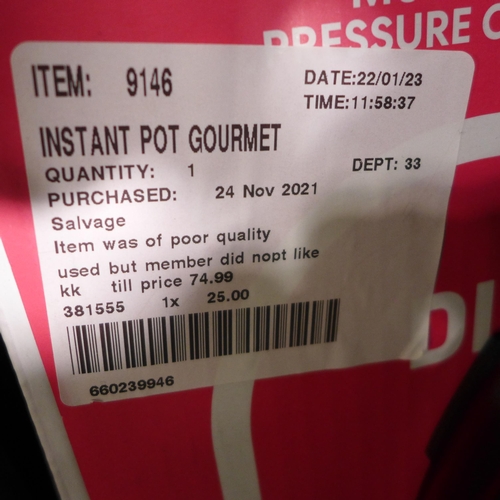 PRESSURE C
ITEM: 9146
DATE:22/01/23
TIME:11:58:37
INSTANT POT GOURMET
QUANTITY: 1
DEPT: 33
PURCHASED: 24 Nov 2021
Salvage
Item was of poor quality
used but member did nopt like
kk till price 74.99
381555 1x 25.00
660239946